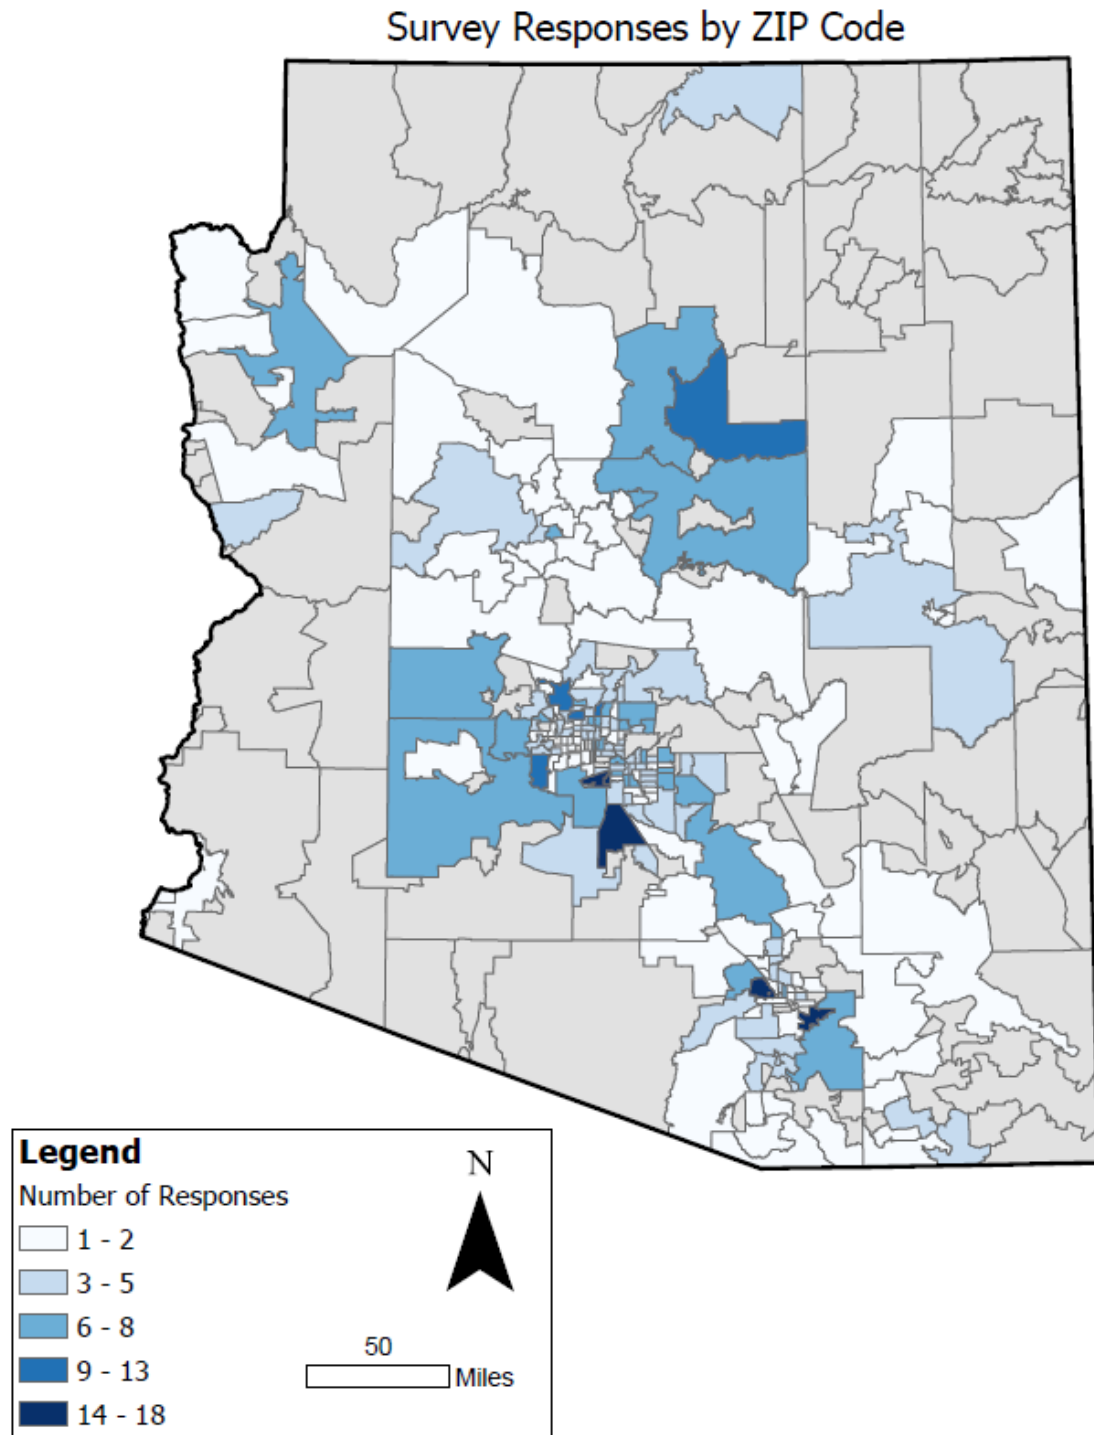 Survey Responses by ZIP Code
Legend
N
Number of Responses
1 - 2
3 - 5
6 - 8
50
Miles
9 - 13
14 - 18